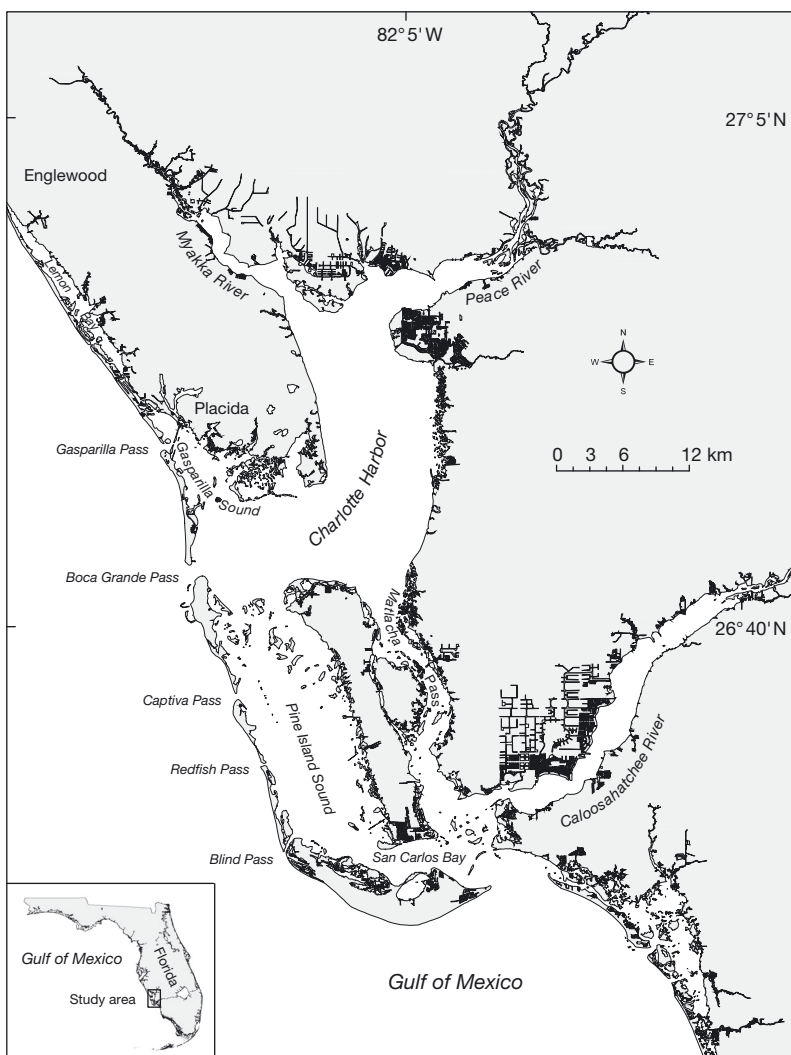 82°5'W
27°5'N
Englewood
Myakka River
Peace River
Lemon Bay
N
W E
S
Placida
Gasparilla Pass
Gasparilla Sound
0 3 6 12 km
Charlotte Harbor
Boca Grande Pass
Matlacha Pass
26°40'N
Captiva Pass
Pine Island Sound
Redfish Pass
Caloosahatchee River
Blind Pass
San Carlos Bay
Gulf of Mexico
Florida
Gulf of Mexico
Study area